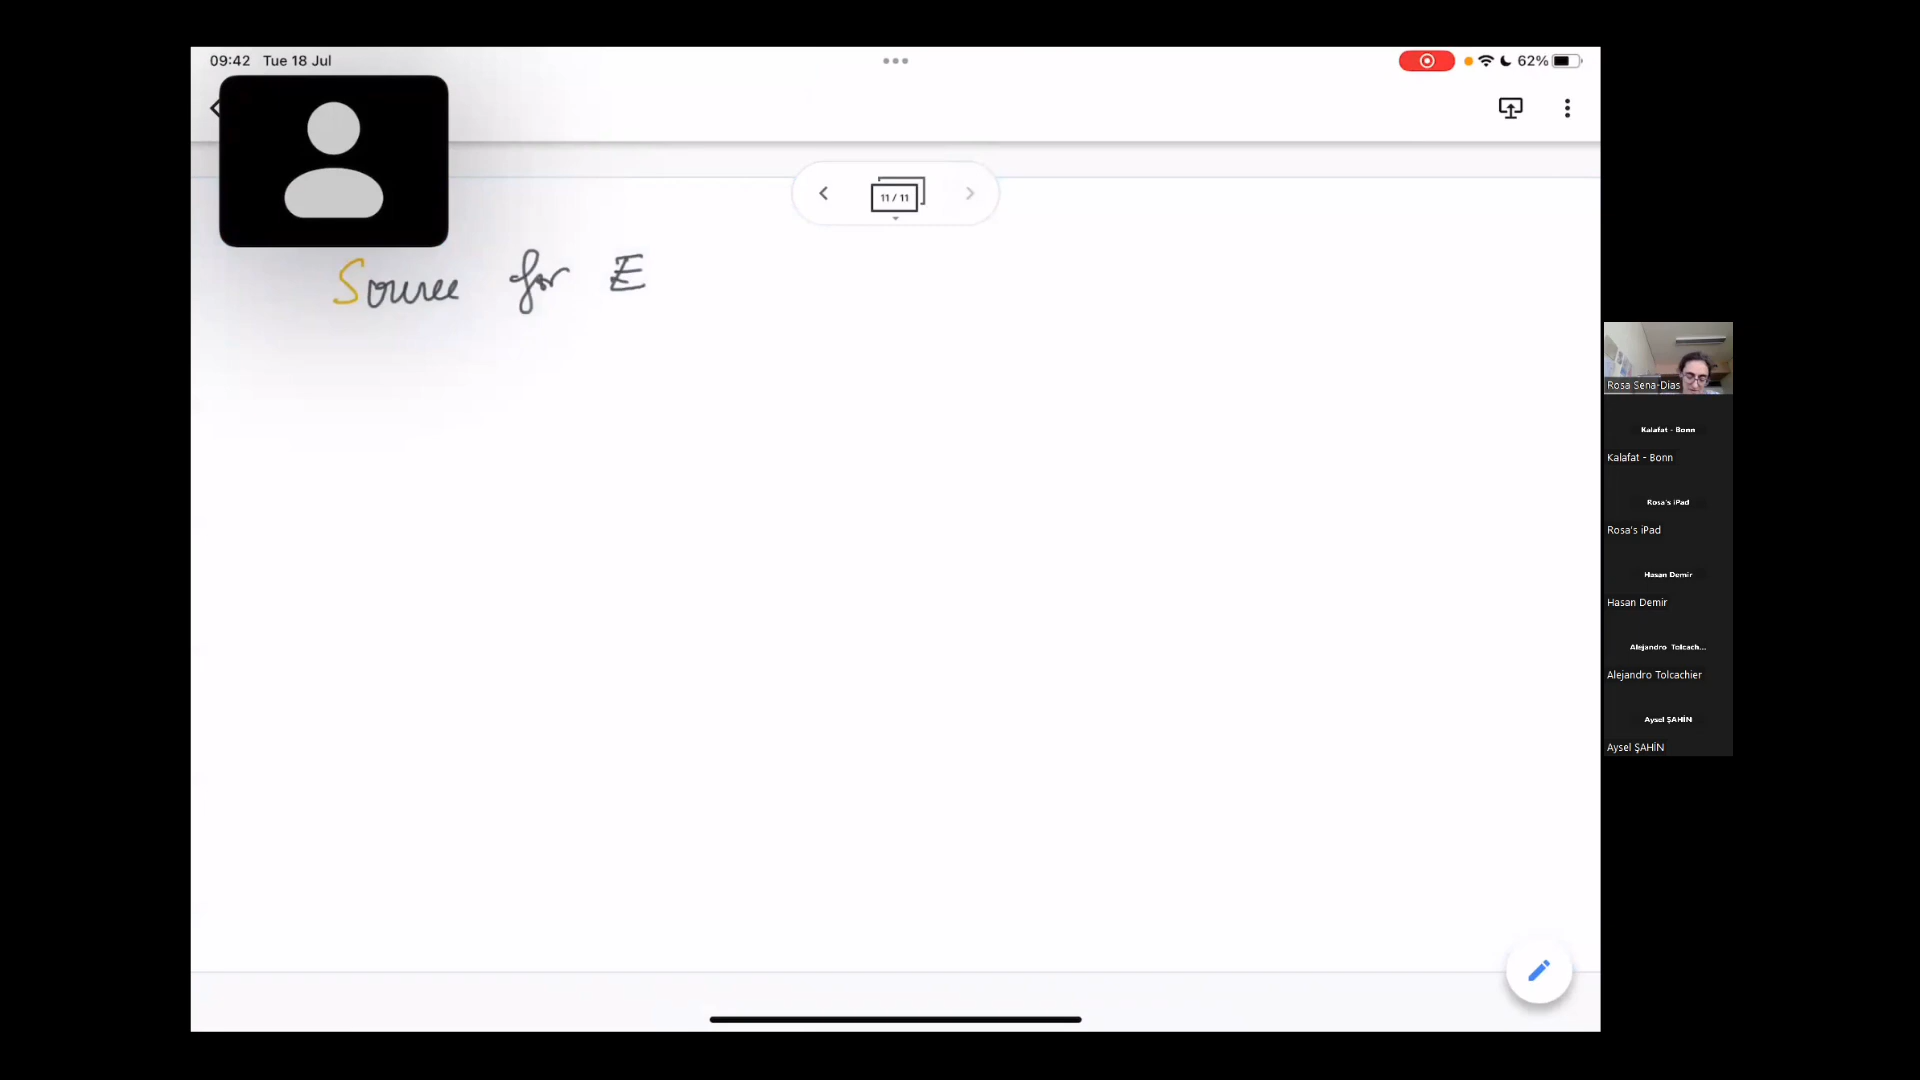 09:42 Tue 18 Jul
62%
11 / 11
Source for E
Rosa Sena-Dias
Kalafat - Bonn
Kalafat - Bonn
Rosa's iPad
Rosa's iPad
Hasan Demir
Hasan Demir
Alejandro Tolcach...
Alejandro Tolcachier
Aysel ŞAHİN
Aysel ŞAHİN